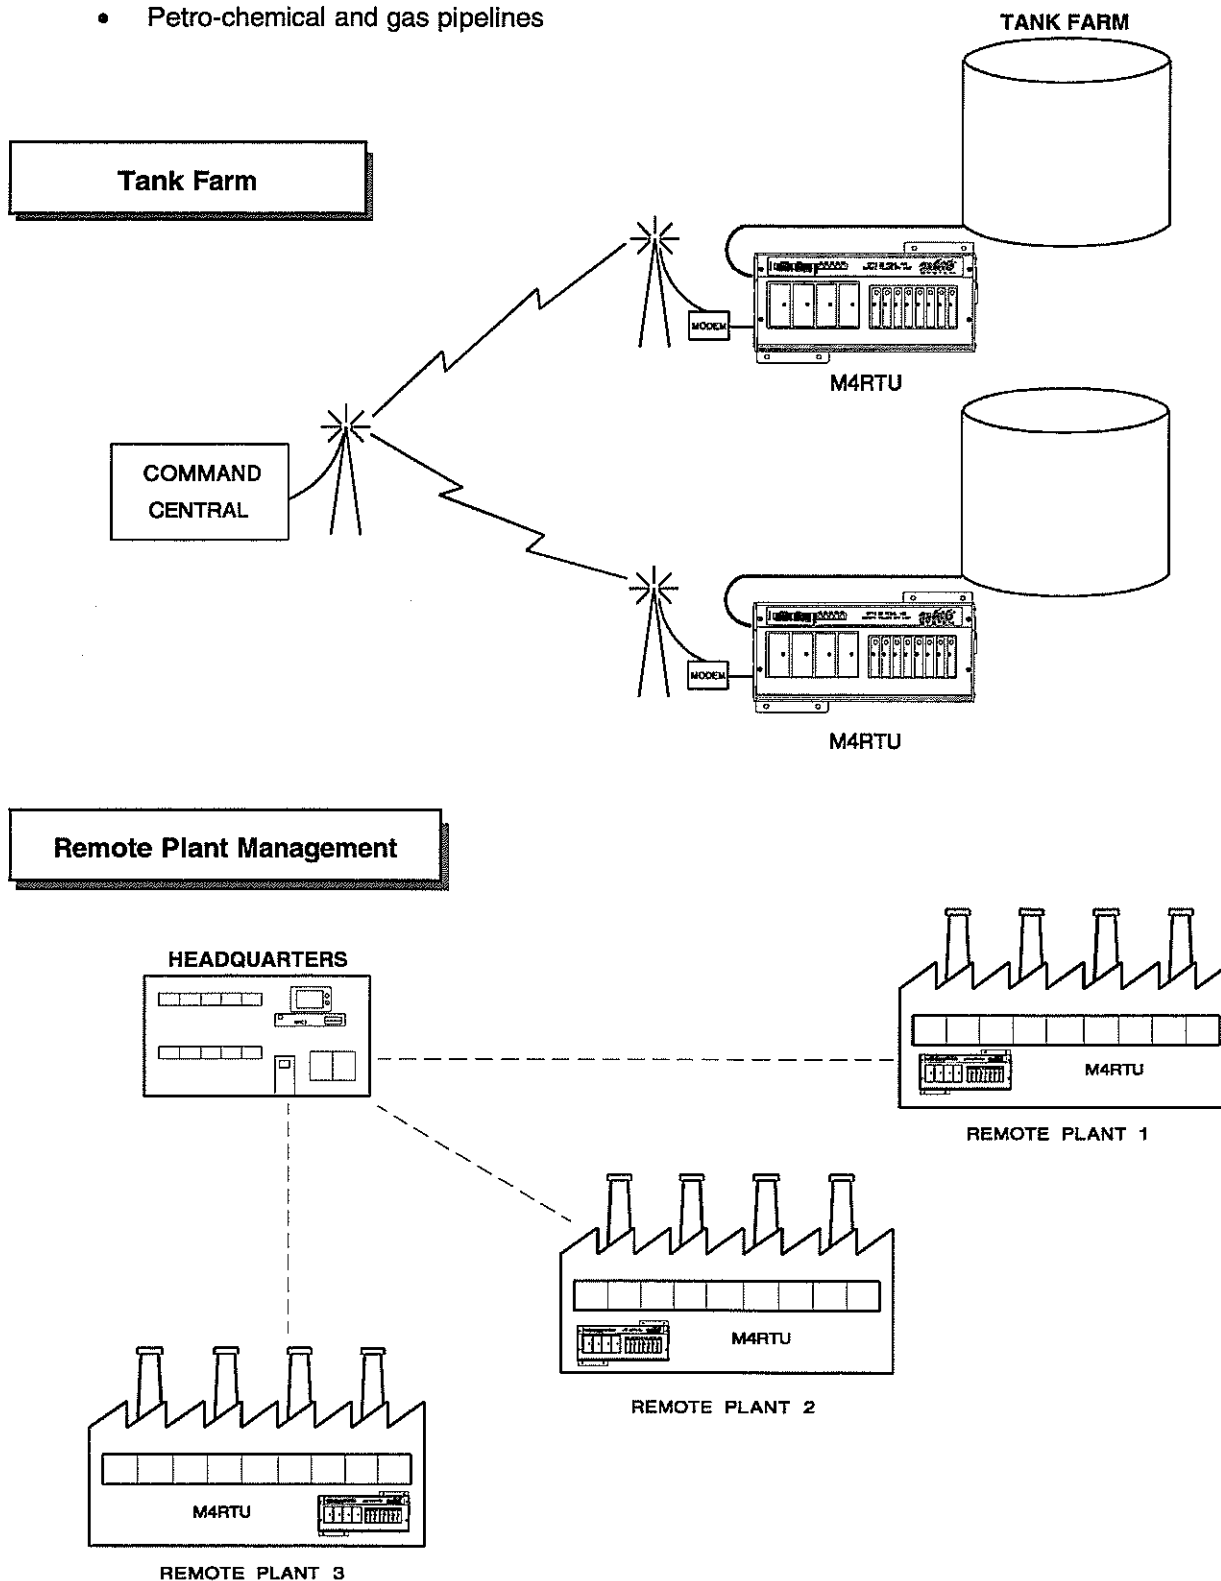 • Petro-chemical and gas pipelines
TANK FARM
Tank Farm
MODEM
M4RTU
COMMAND
CENTRAL
MODEM
M4RTU
Remote Plant Management
HEADQUARTERS
M4RTU
REMOTE PLANT 1
M4RTU
REMOTE PLANT 2
M4RTU
REMOTE PLANT 3